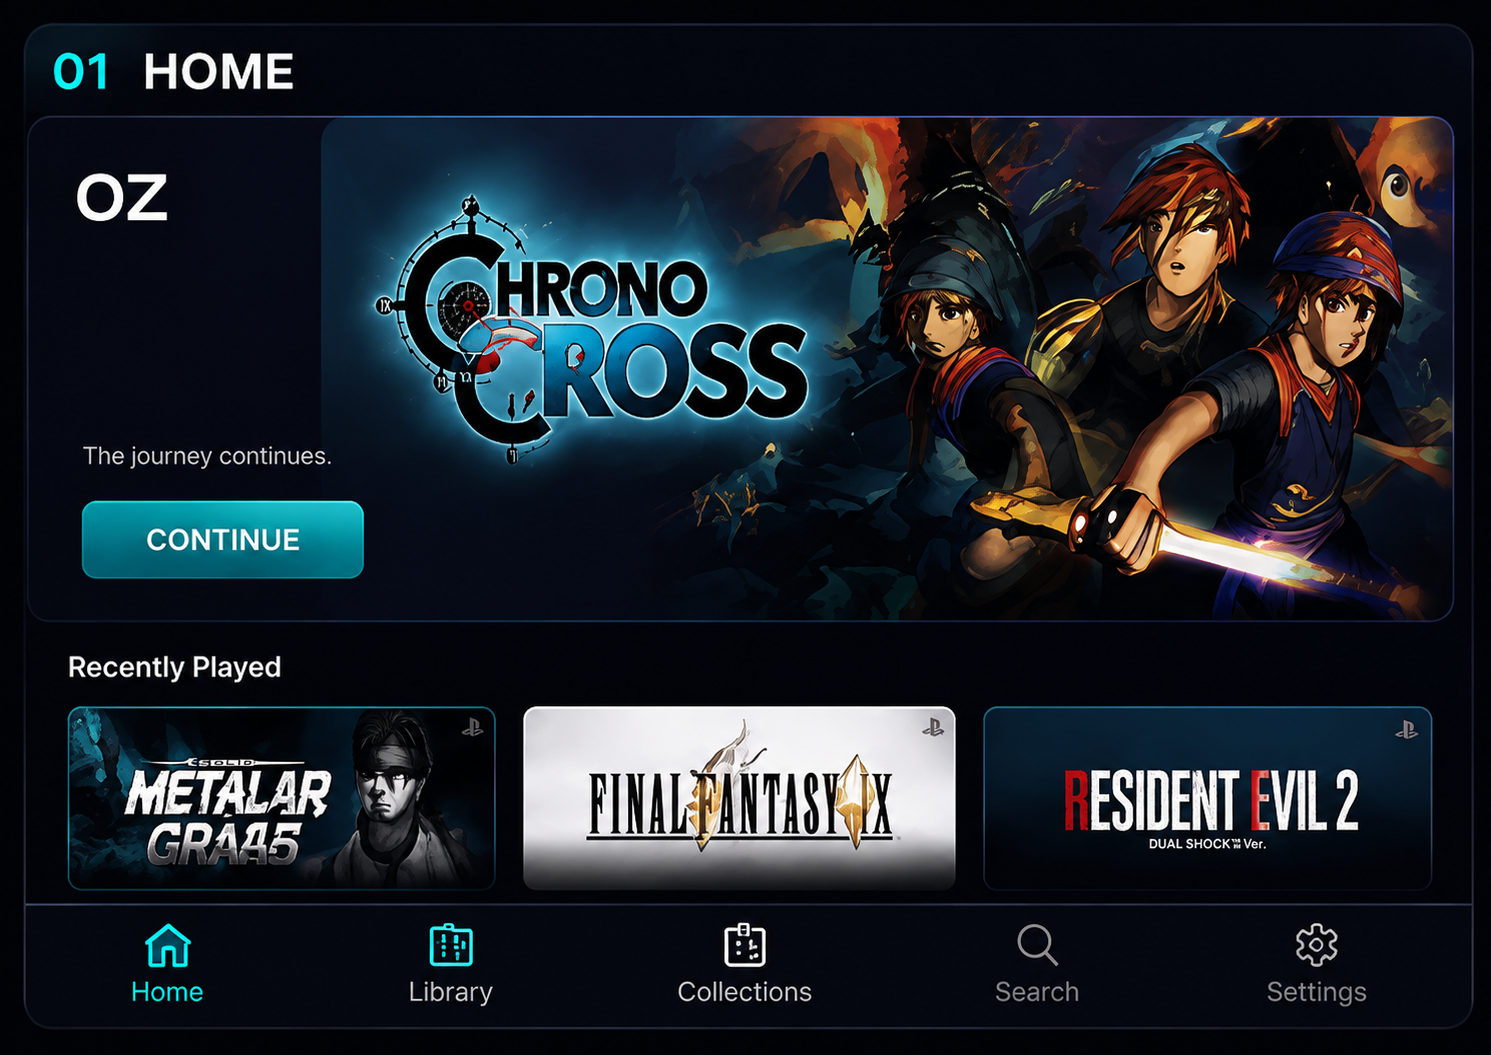 01 HOME
OZ
CHRONO
CROSS
The journey continues.
CONTINUE
Recently Played
SOLID
METALAR
GRAA5
FINAL FANTASY IX
RESIDENT EVIL 2
DUAL SHOCK Ver.
Home
Library
Collections
Search
Settings